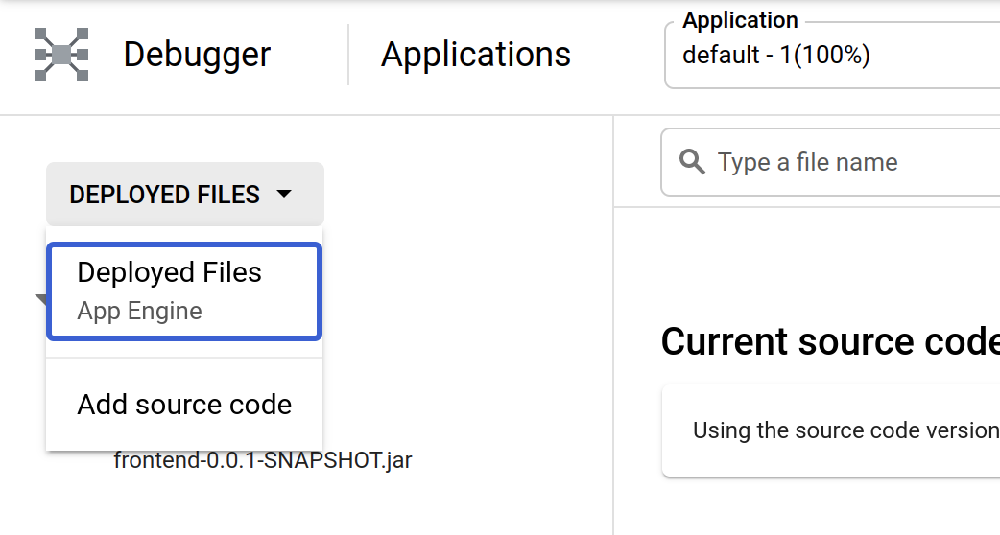 Debugger
Applications
Application
default - 1(100%)
DEPLOYED FILES
Type a file name
Deployed Files
App Engine
Add source code
frontend-0.0.1-SNAPSHOT.jar
Current source code
Using the source code version